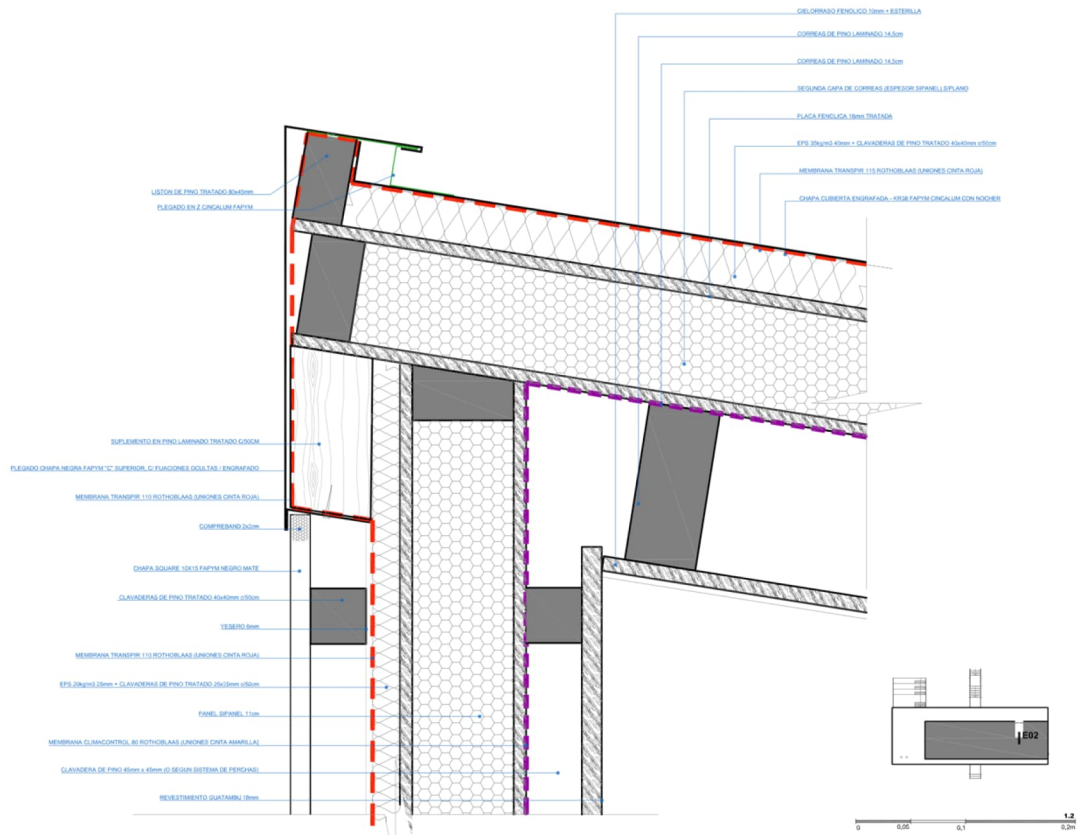 CIELORRASO FENOLICO 10mm + ESTERILLA
CORREAS DE PINO LAMINADO 14,5cm
CORREAS DE PINO LAMINADO 14,5cm
SEGUNDA CAPA DE CORREAS (ESPESOR SIPANEL) S/PLANO
PLACA FENOLICA 18mm TRATADA
EPS 35kg/m3 40mm + CLAVADERAS DE PINO TRATADO 40x40mm c/50cm
MEMBRANA TRANSPIR 115 ROTHOBLAAS (UNIONES CINTA ROJA)
CHAPA CUBIERTA ENGRAFADA - KR38 FAPYM CINCALUM CON NOCHER
LISTON DE PINO TRATADO 80x45mm
PLEGADO EN Z CINCALUM FAPYM
SUPLEMENTO EN PINO LAMINADO TRATADO C/50CM
PLEGADO CHAPA NEGRA FAPYM "C" SUPERIOR, C/ FIJACIONES OCULTAS / ENGRAFADO
MEMBRANA TRANSPIR 110 ROTHOBLAAS (UNIONES CINTA ROJA)
COMPREBAND 2x2cm
CHAPA SQUARE 10X15 FAPYM NEGRO MATE
CLAVADERAS DE PINO TRATADO 40x40mm c/50cm
YESERO 6mm
MEMBRANA TRANSPIR 110 ROTHOBLAAS (UNIONES CINTA ROJA)
EPS 20kg/m3 25mm + CLAVADERAS DE PINO TRATADO 25x25mm c/50cm
PANEL SIPANEL 11cm
MEMBRANA CLIMACONTROL 80 ROTHOBLAAS (UNIONES CINTA AMARILLA)
CLAVADERA DE PINO 45mm x 45mm (O SEGUN SISTEMA DE PERCHAS)
REVESTIMIENTO GUATAMBU 18mm
E02
1.2
0 0,05 0,1 0,2m